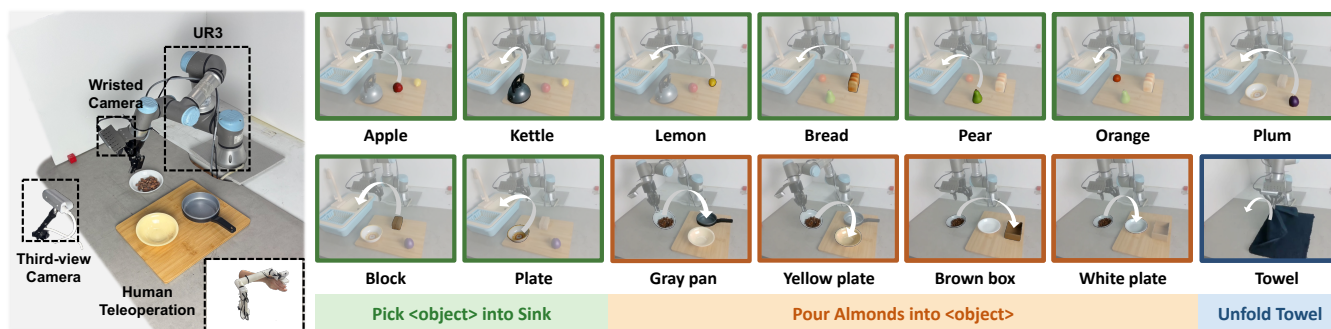 UR3
Wristed
Camera
Third-view
Camera
Human
Teleoperation
Apple
Kettle
Lemon
Bread
Pear
Orange
Plum
Block
Plate
Gray pan
Yellow plate
Brown box
White plate
Towel
Pick <object> into Sink
Pour Almonds into <object>
Unfold Towel